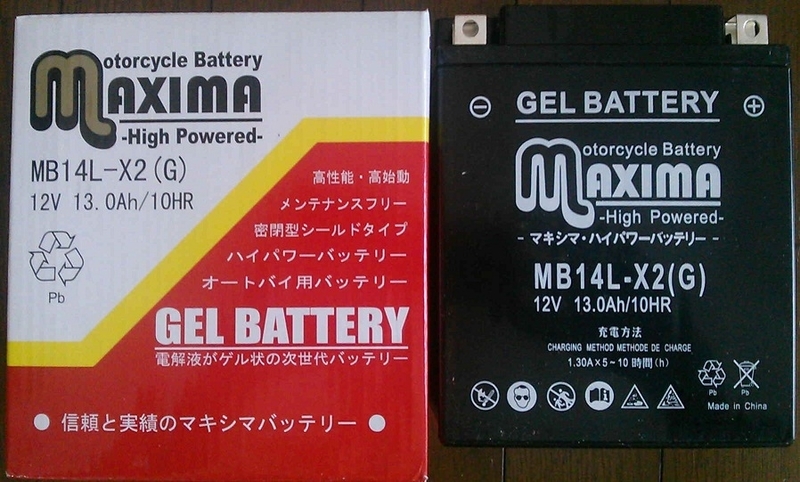 Motorcycle Battery
MAXIMA
-High Powered-
MB14L-X2(G)
12V 13.0Ah/10HR
Pb
高性能・高始動
メンテナンスフリー
密閉型シールドタイプ
ハイパワーバッテリー
オートバイ用バッテリー
GEL BATTERY
電解液がゲル状の次世代バッテリー
● 信頼と実績のマキシマバッテリー ●
GEL BATTERY
Motorcycle Battery
MAXIMA
-High Powered-
- マキシマ・ハイパワーバッテリー -
MB14L-X2(G)
12V 13.0Ah/10HR
充電方法
CHARGING METHOD METHODE DE CHARGE
1.30A×5~10時間(h)
Pb Pb
Made in China